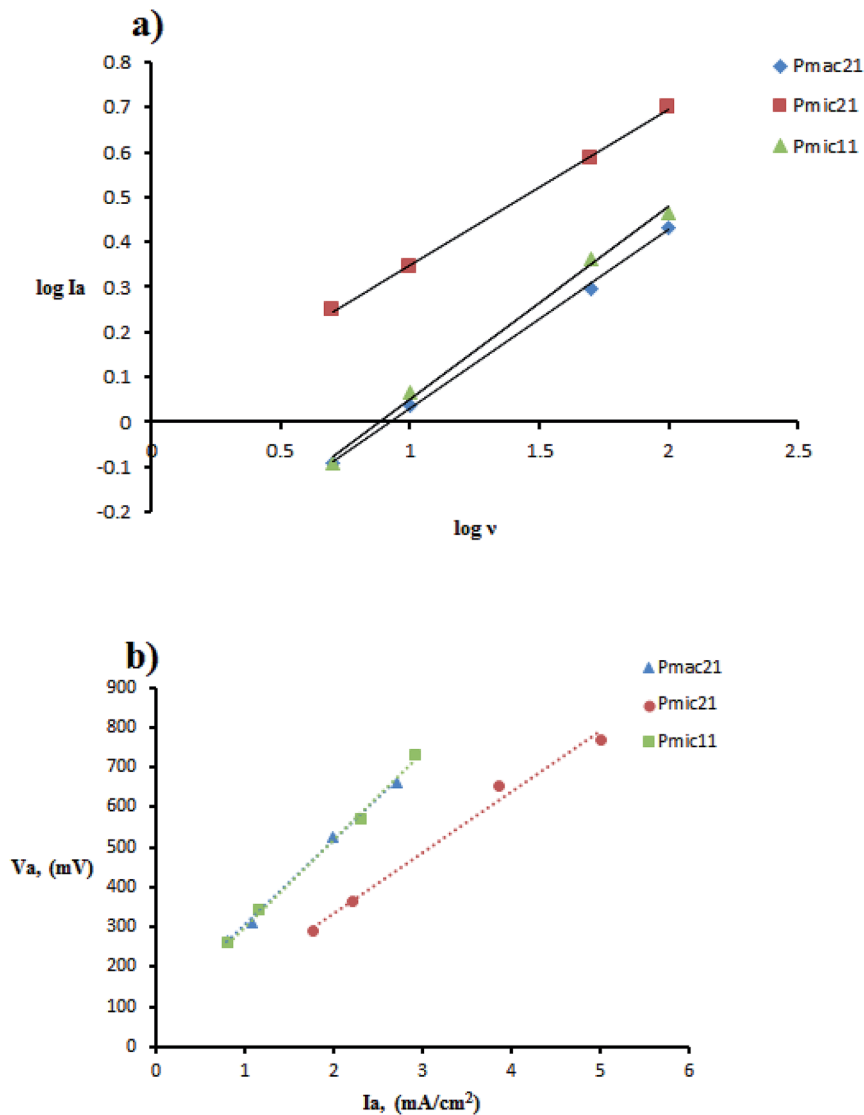 a)
0.8
0.7
0.6
0.5
0.4
0.3
0.2
0.1
0
-0.1
-0.2
log Ia
0 0.5 1 1.5 2 2.5
log ν
Pmac21
Pmic21
Pmic11
b)
900
800
700
600
500
400
300
200
100
0
Va, (mV)
0 1 2 3 4 5 6
Ia, (mA/cm²)
Pmac21
Pmic21
Pmic11